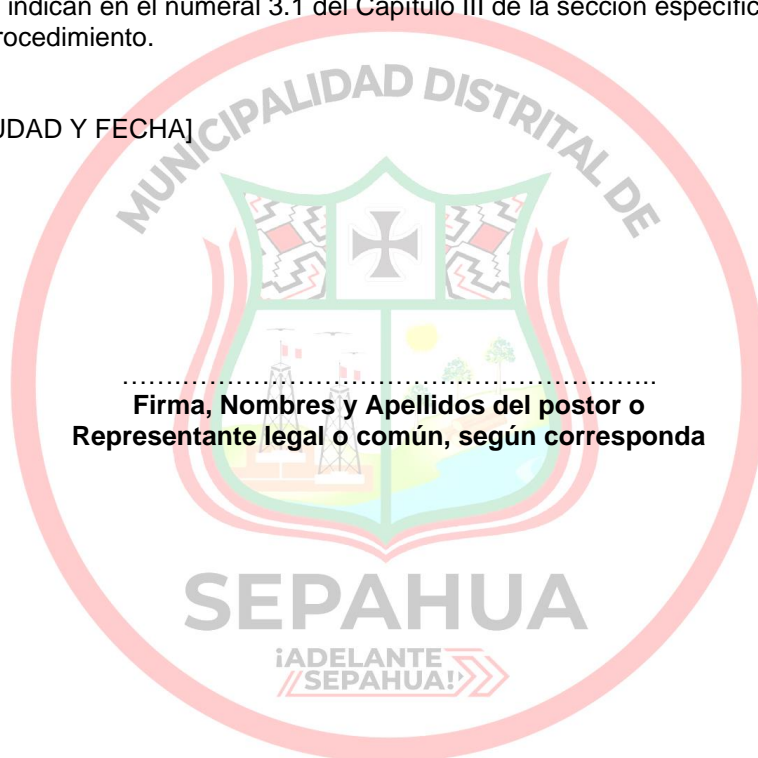 indican en el numeral 3.1 del Capítulo III de la sección específic
rocedimiento.
UDAD Y FECHA]
MUNICIPALIDAD DISTRITAL DE
……..……........................................................
Firma, Nombres y Apellidos del postor o
Representante legal o común, según corresponda
SEPAHUA
¡ADELANTE
SEPAHUA!